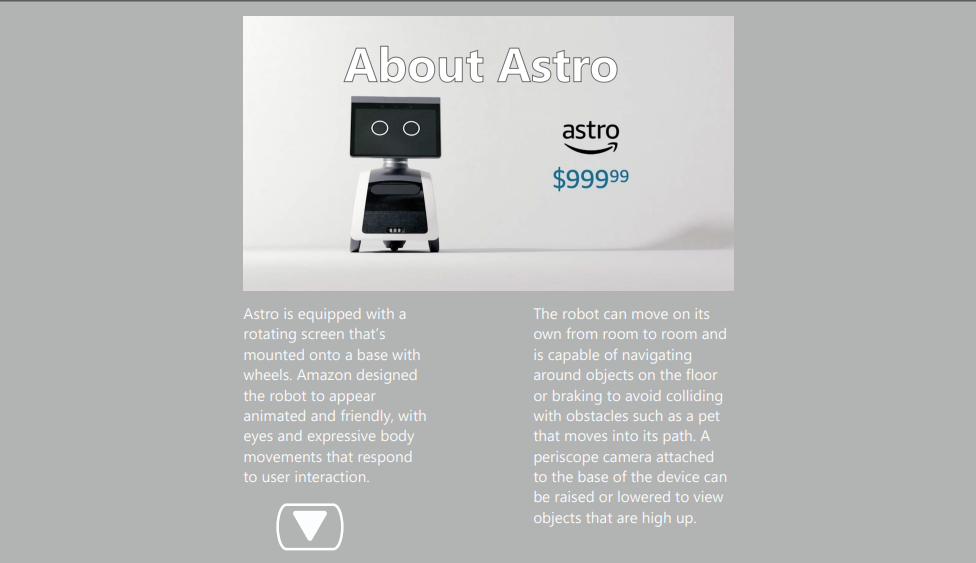 About Astro
astro
$99999
Astro is equipped with a
rotating screen that's
mounted onto a base with
wheels. Amazon designed
the robot to appear
animated and friendly, with
eyes and expressive body
movements that respond
to user interaction.
The robot can move on its
own from room to room and
is capable of navigating
around objects on the floor
or braking to avoid colliding
with obstacles such as a pet
that moves into its path. A
periscope camera attached
to the base of the device can
be raised or lowered to view
objects that are high up.